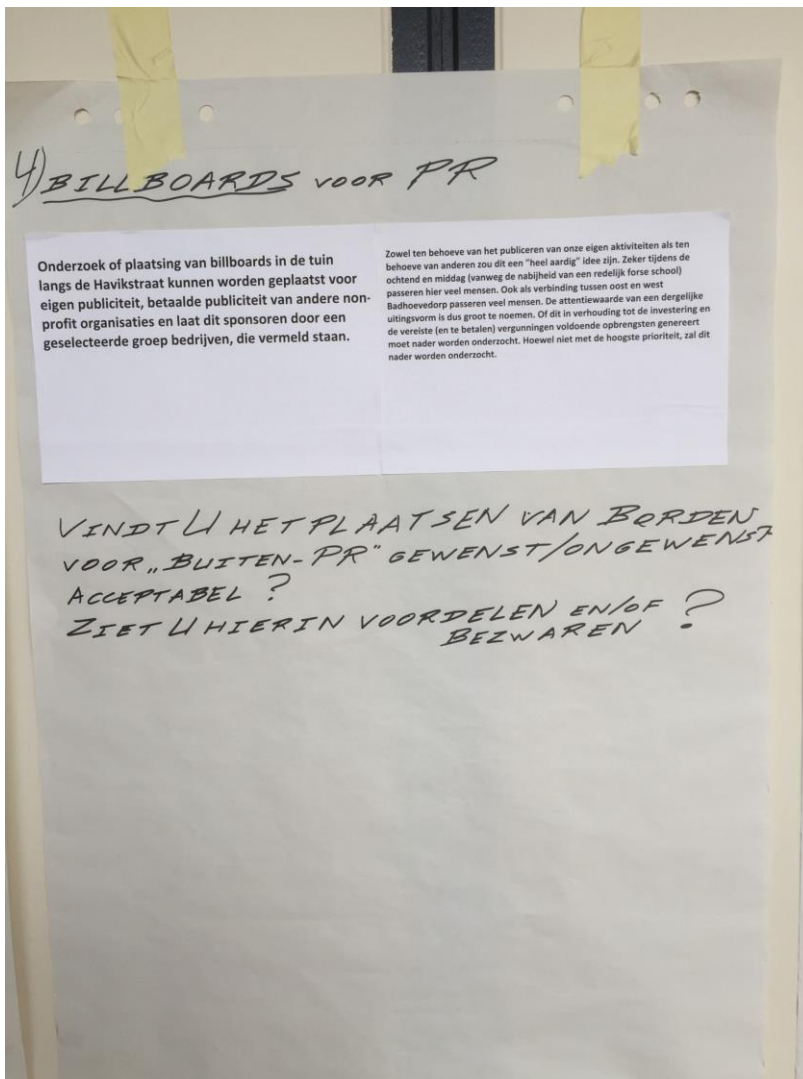 4) BILLBOARDS VOOR PR
Onderzoek of plaatsing van billboards in de tuin
langs de Havikstraat kunnen worden geplaatst voor
eigen publiciteit, betaalde publiciteit van andere non-
profit organisaties en laat dit sponsoren door een
geselecteerde groep bedrijven, die vermeld staan.
Zowel ten behoeve van het publiceren van onze eigen aktiviteiten als ten
behoeve van anderen zou dit een "heel aardig" idee zijn. Zeker tijdens de
ochtend en middag (vanweg de nabijheid van een redelijk forse school)
passeren hier veel mensen. Ook als verbinding tussen oost en west
Badhoevedorp passeren veel mensen. De attentiewaarde van een dergelijke
uitingsvorm is dus groot te noemen. Of dit in verhouding tot de investering en
de vereiste (en te betalen) vergunningen voldoende opbrengsten genereert
moet nader worden onderzocht. Hoewel niet met de hoogste prioriteit, zal dit
nader worden onderzocht.
VINDT U HET PLAATSEN VAN BORDEN
VOOR „BUITEN-PR" GEWENST/ONGEWENST
ACCEPTABEL ?
ZIET U HIERIN VOORDELEN EN/OF ?
BEZWAREN